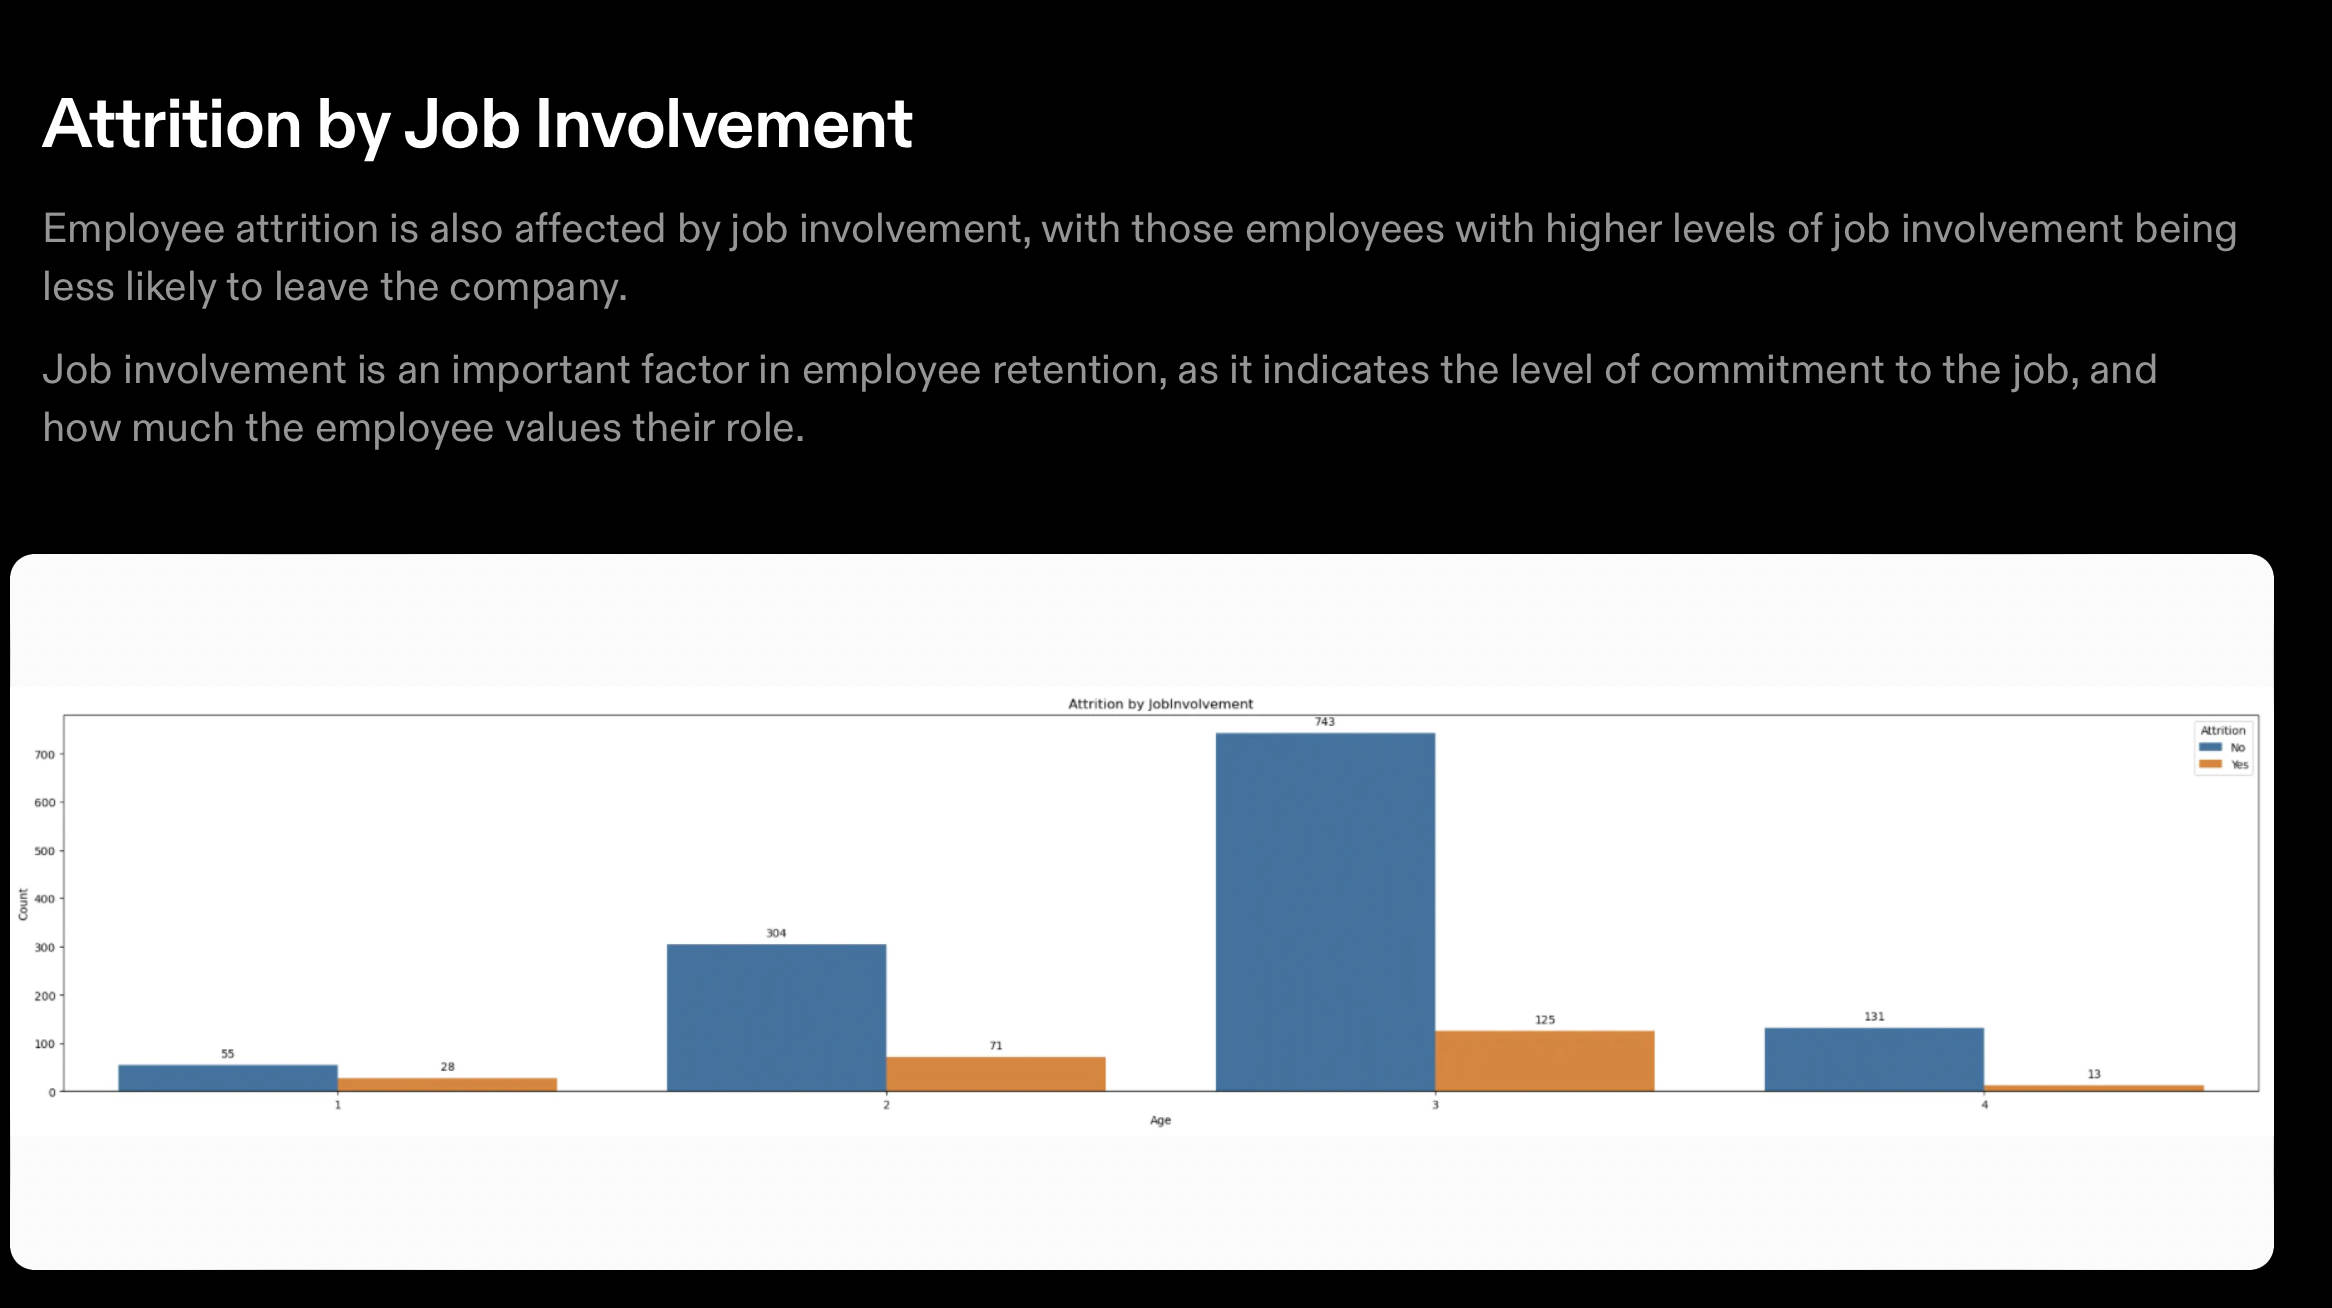 Attrition by Job Involvement
Employee attrition is also affected by job involvement, with those employees with higher levels of job involvement being
less likely to leave the company.
Job involvement is an important factor in employee retention, as it indicates the level of commitment to the job, and
how much the employee values their role.
Attrition by JobInvolvement
743
Attrition
No
Yes
700
600
500
400
300
200
100
0
Count
55
28
304
71
125
131
13
1
2
3
4
Age